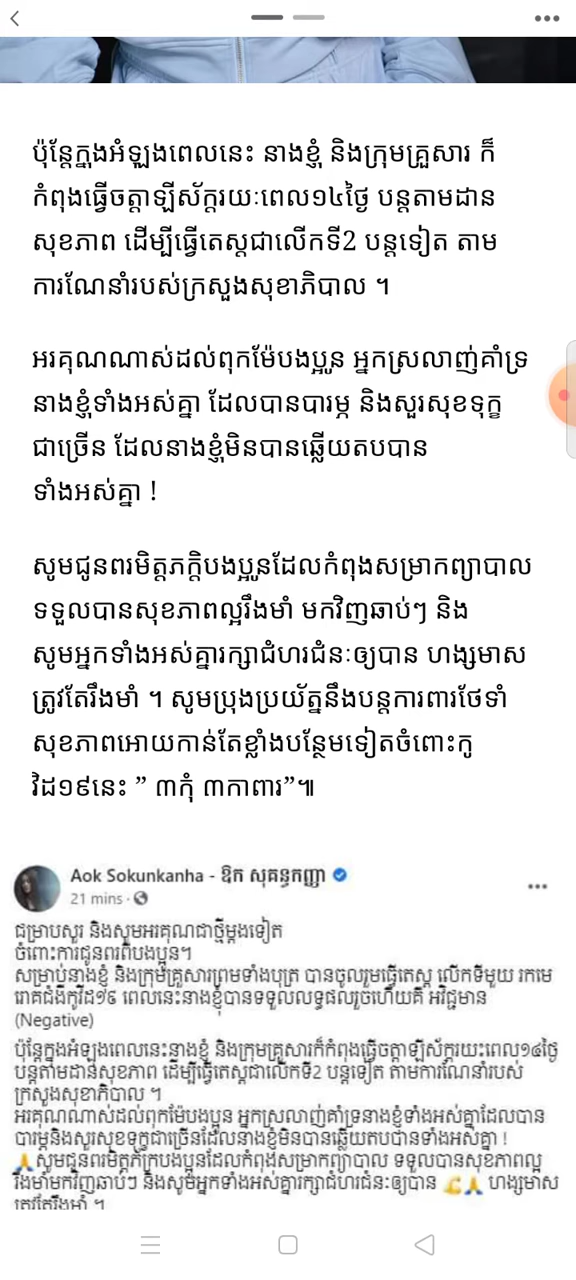 ប៉ុន្តែក្នុងអំឡុងពេលនេះ នាងខ្ញុំ និងក្រុមគ្រួសារ ក៏
កំពុងធ្វើចត្តាឡីស័ក្តរយៈពេល១៤ថ្ងៃ បន្តតាមដាន
សុខភាព ដើម្បីធ្វើតេស្តជាលើកទី2 បន្តទៀត តាម
ការណែនាំរបស់ក្រសួងសុខាភិបាល ។
អរគុណណាស់ដល់ពុកម៉ែបងប្អូន អ្នកស្រលាញ់គាំទ្រ
នាងខ្ញុំទាំងអស់គ្នា ដែលបានបារម្ភ និងសួរសុខទុក្ខ
ជាច្រើន ដែលនាងខ្ញុំមិនបានឆ្លើយតបបាន
ទាំងអស់គ្នា !
សូមជូនពរមិត្តភក្តិបងប្អូនដែលកំពុងសម្រាកព្យាបាល
ទទួលបានសុខភាពល្អរឹងមាំ មកវិញឆាប់ៗ និង
សូមអ្នកទាំងអស់គ្នារក្សាជំហរជំនៈឲ្យបាន ហង្សមាស
ត្រូវតែរឹងមាំ ។ សូមប្រុងប្រយ័ត្ននឹងបន្តការពារថែទាំ
សុខភាពអោយកាន់តែខ្លាំងបន្ថែមទៀតចំពោះកូ
វិដ១៩នេះ ” ៣កុំ ៣កាពារ”៕
Aok Sokunkanha - ឱក សុគន្ធកញ្ញា
21 mins ·
ជម្រាបសួរ និងសូមអរគុណជាថ្មីម្តងទៀត
ចំពោះការជូនពរពីបងប្អូន។
សម្រាប់នាងខ្ញុំ និងក្រុមគ្រួសារព្រមទាំងបុត្រ បានចូលរួមធ្វើតេស្ត លើកទីមួយ រកមេ
រោគជំងឺកូវីដ១៩ ពេលនេះនាងខ្ញុំបានទទួលលទ្ធផលរួចហើយគឺ អវិជ្ជមាន
(Negative)
ប៉ុន្តែក្នុងអំឡុងពេលនេះនាងខ្ញុំ និងក្រុមគ្រួសារក៏កំពុងធ្វើចត្តាឡីស័ក្តរយះពេល១៤ថ្ងៃ
បន្តតាមដានសុខភាព ដើម្បីធ្វើតេស្តជាលើកទី2 បន្តទៀត តាមការណែនាំរបស់
ក្រសួងសុខាភិបាល ។
អរគុណណាស់ដល់ពុកម៉ែបងប្អូន អ្នកស្រលាញ់គាំទ្រនាងខ្ញុំទាំងអស់គ្នាដែលបាន
បារម្ភនិងសួរសុខទុក្ខជាច្រើនដែលនាងខ្ញុំមិនបានឆ្លើយតបបានទាំងអស់គ្នា !
🙏សូមជូនពរមិត្តភក្រ្តបងប្អូនដែលកំពុងសម្រាកព្យាបាល ទទួលបានសុខភាពល្អ
រឹងមាំមកវិញឆាប់ៗ និងសូមអ្នកទាំងអស់គ្នារក្សាជំហរជំនះឲ្យបាន 💪🙏 ហង្សមាស
ត្រូវតែរឹងមាំ ។